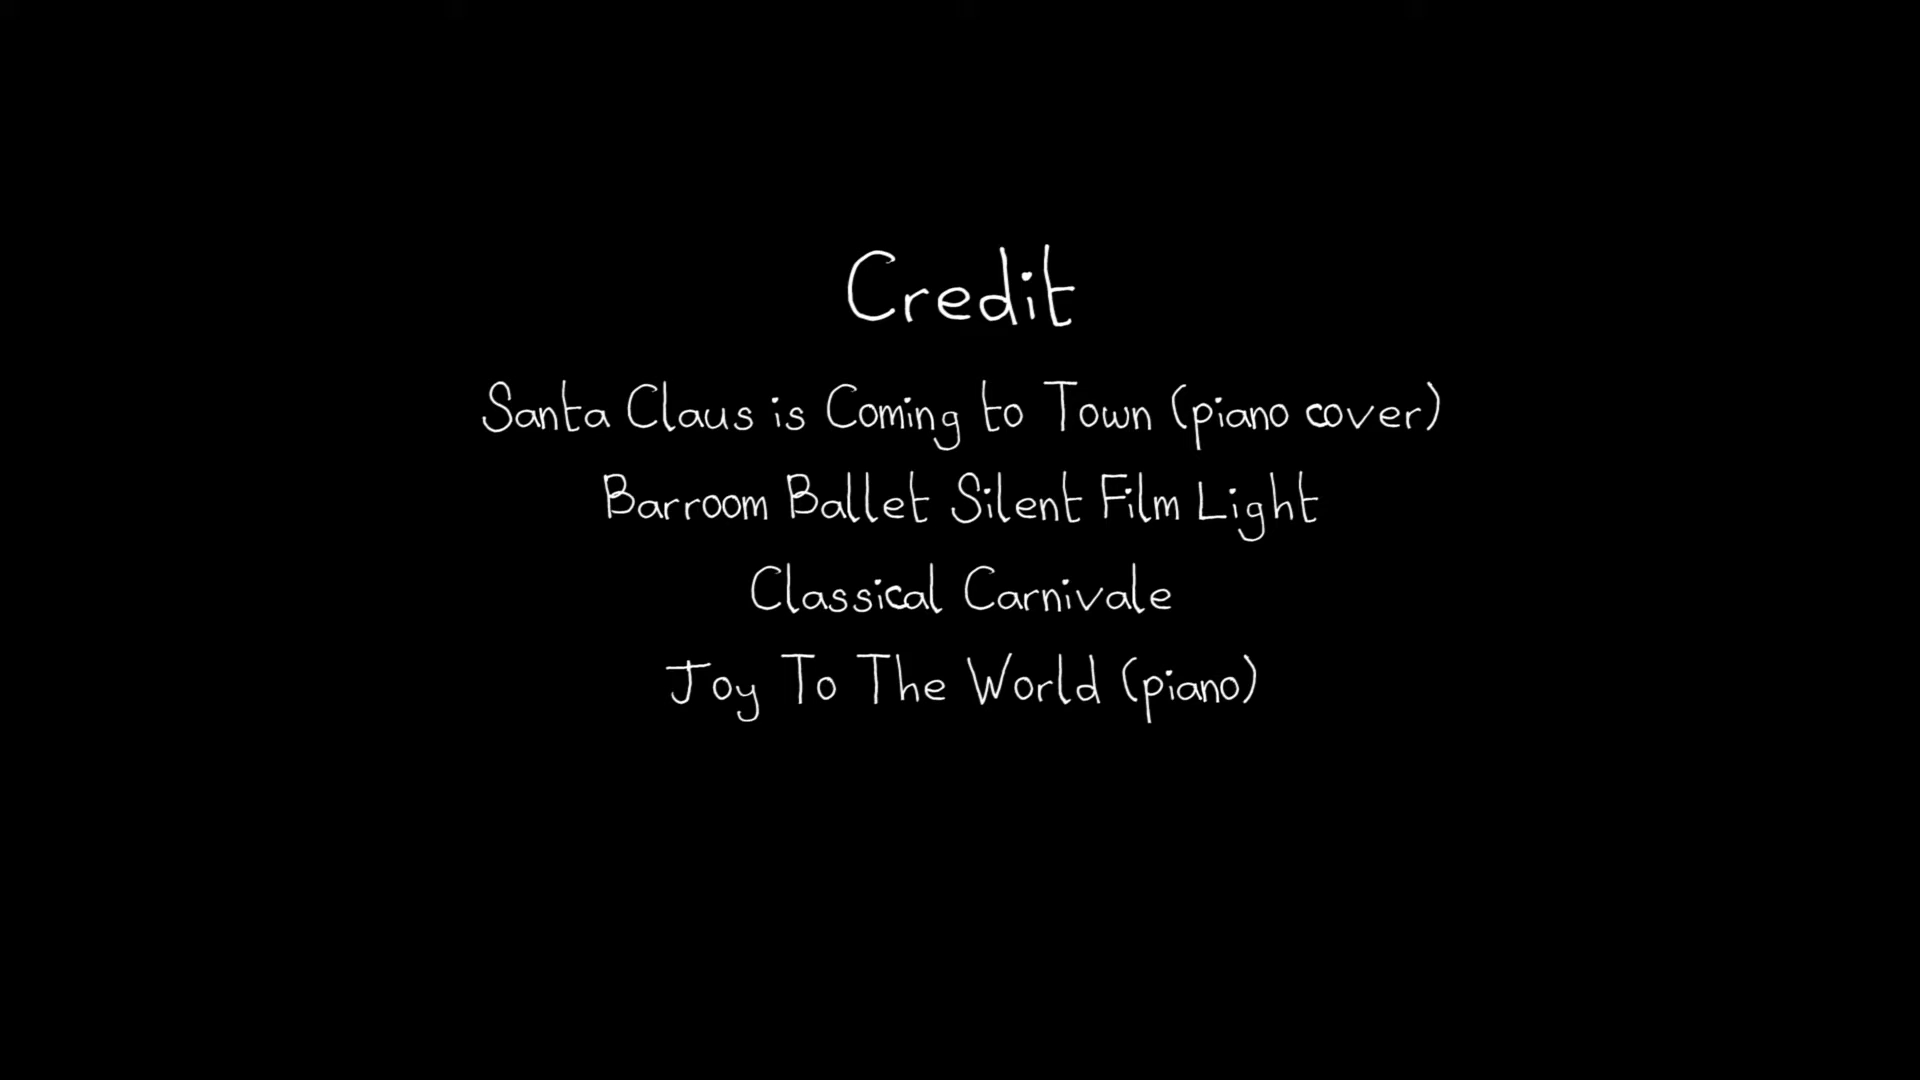 Credit
Santa Claus is Coming to Town (piano cover)
Barroom Ballet Silent Film Light
Classical Carnivale
Joy To The World (piano)